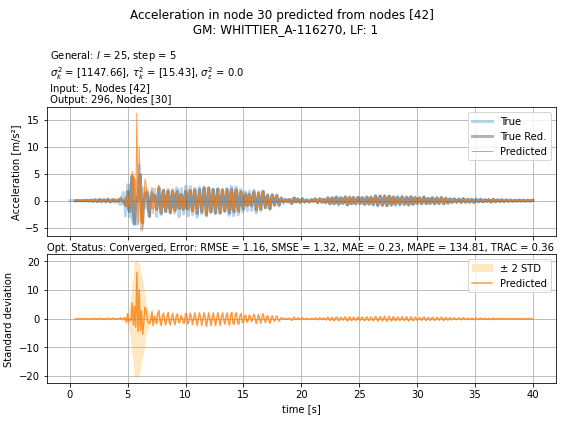 Acceleration in node 30 predicted from nodes [42]
GM: WHITTIER_A-116270, LF: 1
General: l = 25, step = 5
σ²ₖ = [1147.66], τ²ₖ = [15.43], σ²_ε = 0.0
Input: 5, Nodes [42]
Output: 296, Nodes [30]
True
True Red.
Predicted
15
10
5
0
−5
Acceleration [m/s²]
Opt. Status: Converged, Error: RMSE = 1.16, SMSE = 1.32, MAE = 0.23, MAPE = 134.81, TRAC = 0.36
± 2 STD
Predicted
20
10
0
−10
−20
Standard deviation
0 5 10 15 20 25 30 35 40
time [s]